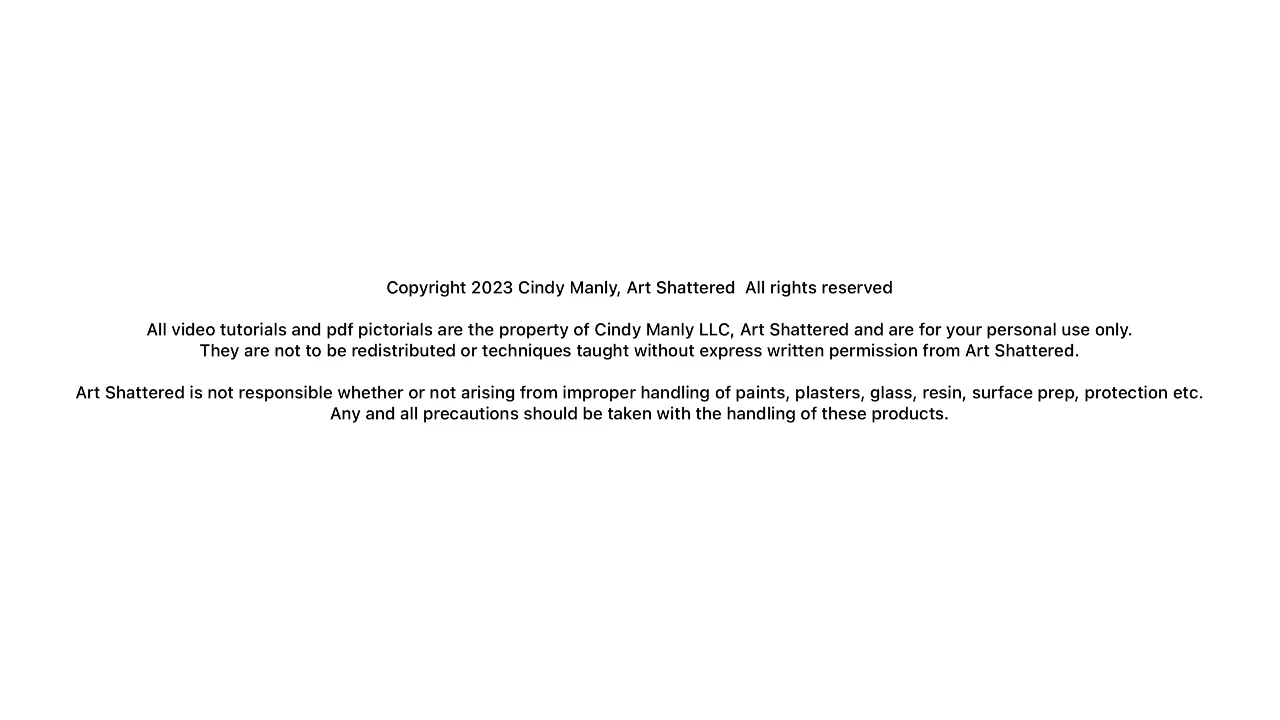 Copyright 2023 Cindy Manly, Art Shattered  All rights reserved
All video tutorials and pdf pictorials are the property of Cindy Manly LLC, Art Shattered and are for your personal use only.
They are not to be redistributed or techniques taught without express written permission from Art Shattered.
Art Shattered is not responsible whether or not arising from improper handling of paints, plasters, glass, resin, surface prep, protection etc.
Any and all precautions should be taken with the handling of these products.